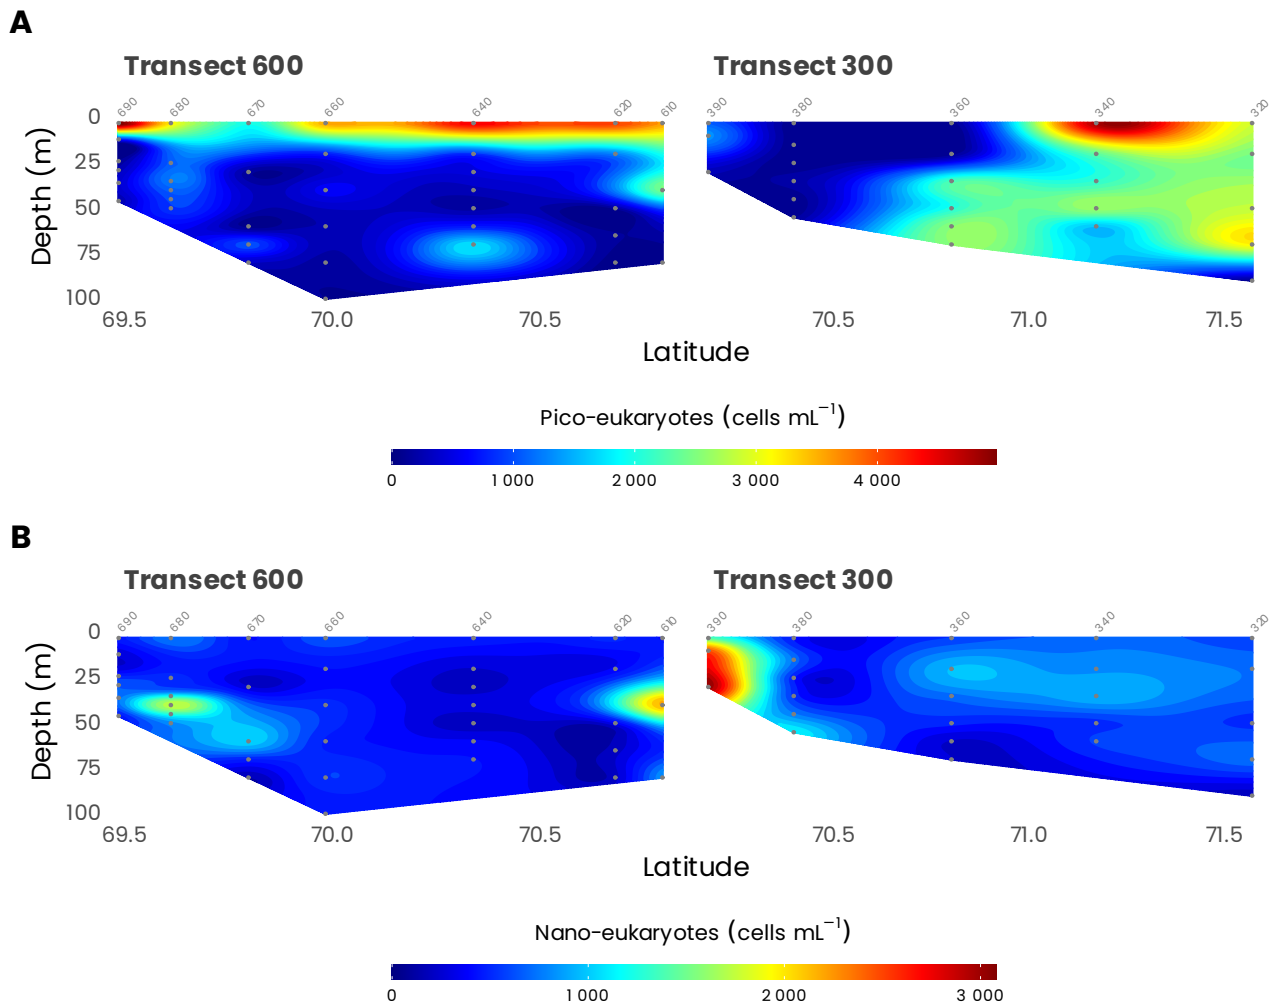 A
Transect 600 Transect 300
690 680 670 660 640 620 610 390 380 360 340 320
0
25
50
75
100
Depth (m)
69.5 70.0 70.5 70.5 71.0 71.5
Latitude
Pico-eukaryotes (cells mL⁻¹)
0 1 000 2 000 3 000 4 000
B
Transect 600 Transect 300
690 680 670 660 640 620 610 390 380 360 340 320
0
25
50
75
100
Depth (m)
69.5 70.0 70.5 70.5 71.0 71.5
Latitude
Nano-eukaryotes (cells mL⁻¹)
0 1 000 2 000 3 000